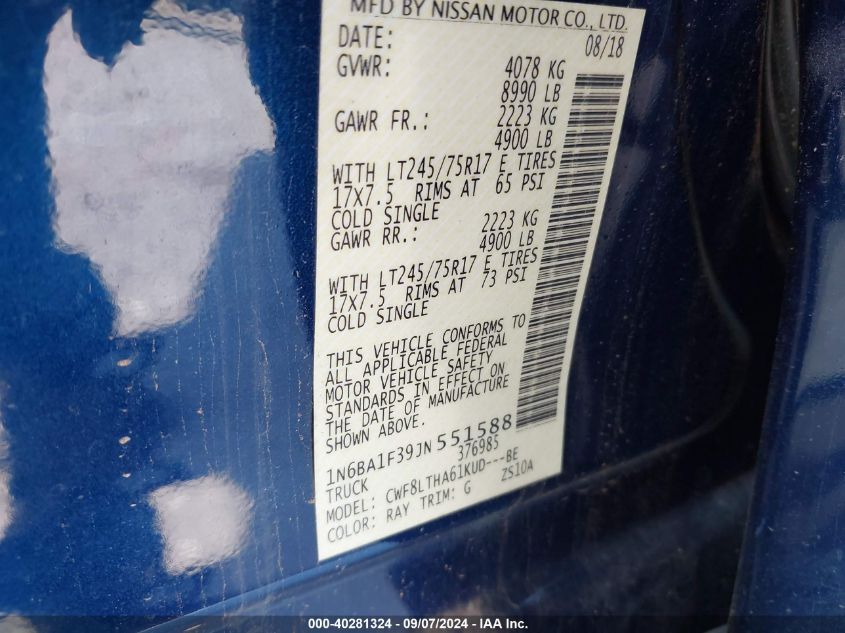 MFD BY NISSAN MOTOR CO., LTD.
DATE: 08/18
GVWR: 4078 KG
8990 LB
GAWR FR.: 2223 KG
4900 LB
WITH LT245/75R17 E TIRES
17X7.5 RIMS AT 65 PSI
COLD SINGLE
GAWR RR.: 2223 KG
4900 LB
WITH LT245/75R17 E TIRES
17X7.5 RIMS AT 73 PSI
COLD SINGLE
THIS VEHICLE CONFORMS TO
ALL APPLICABLE FEDERAL
MOTOR VEHICLE SAFETY
STANDARDS IN EFFECT ON
THE DATE OF MANUFACTURE
SHOWN ABOVE.
1N6BA1F39JN551588
TRUCK 376985
MODEL: CWF8LTHA61KUD---BE
COLOR: RAY TRIM: G ZS10A
000-40281324 - 09/07/2024 - IAA Inc.